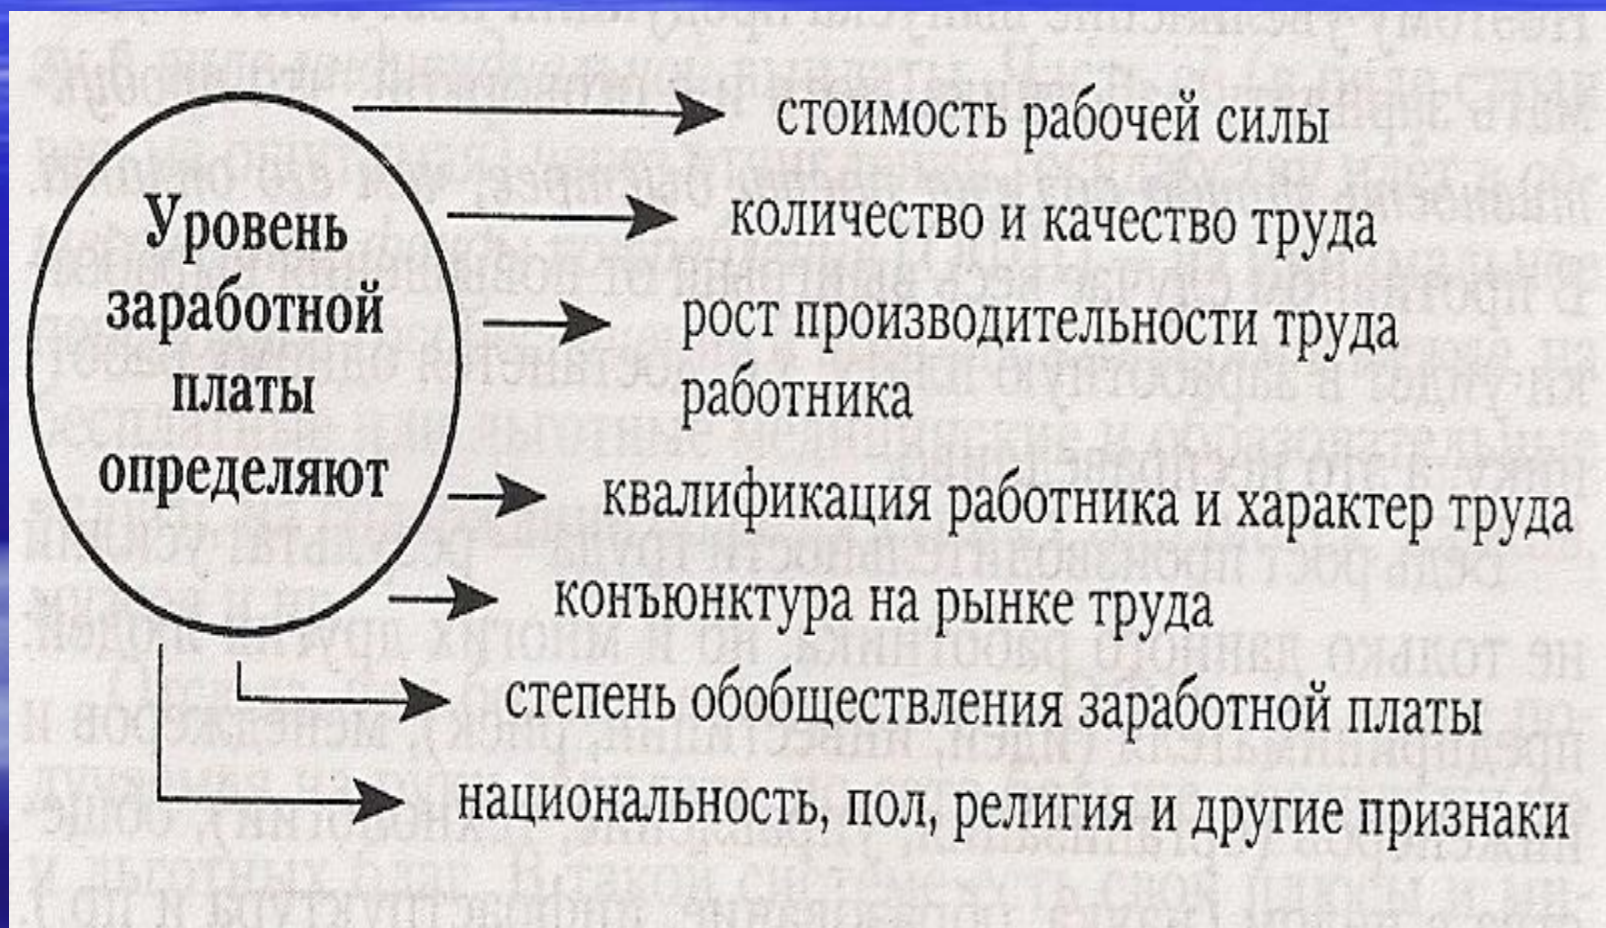 Уровень
заработной
платы
определяют
стоимость рабочей силы
количество и качество труда
рост производительности труда
работника
квалификация работника и характер труда
конъюнктура на рынке труда
степень обобществления заработной платы
национальность, пол, религия и другие признаки